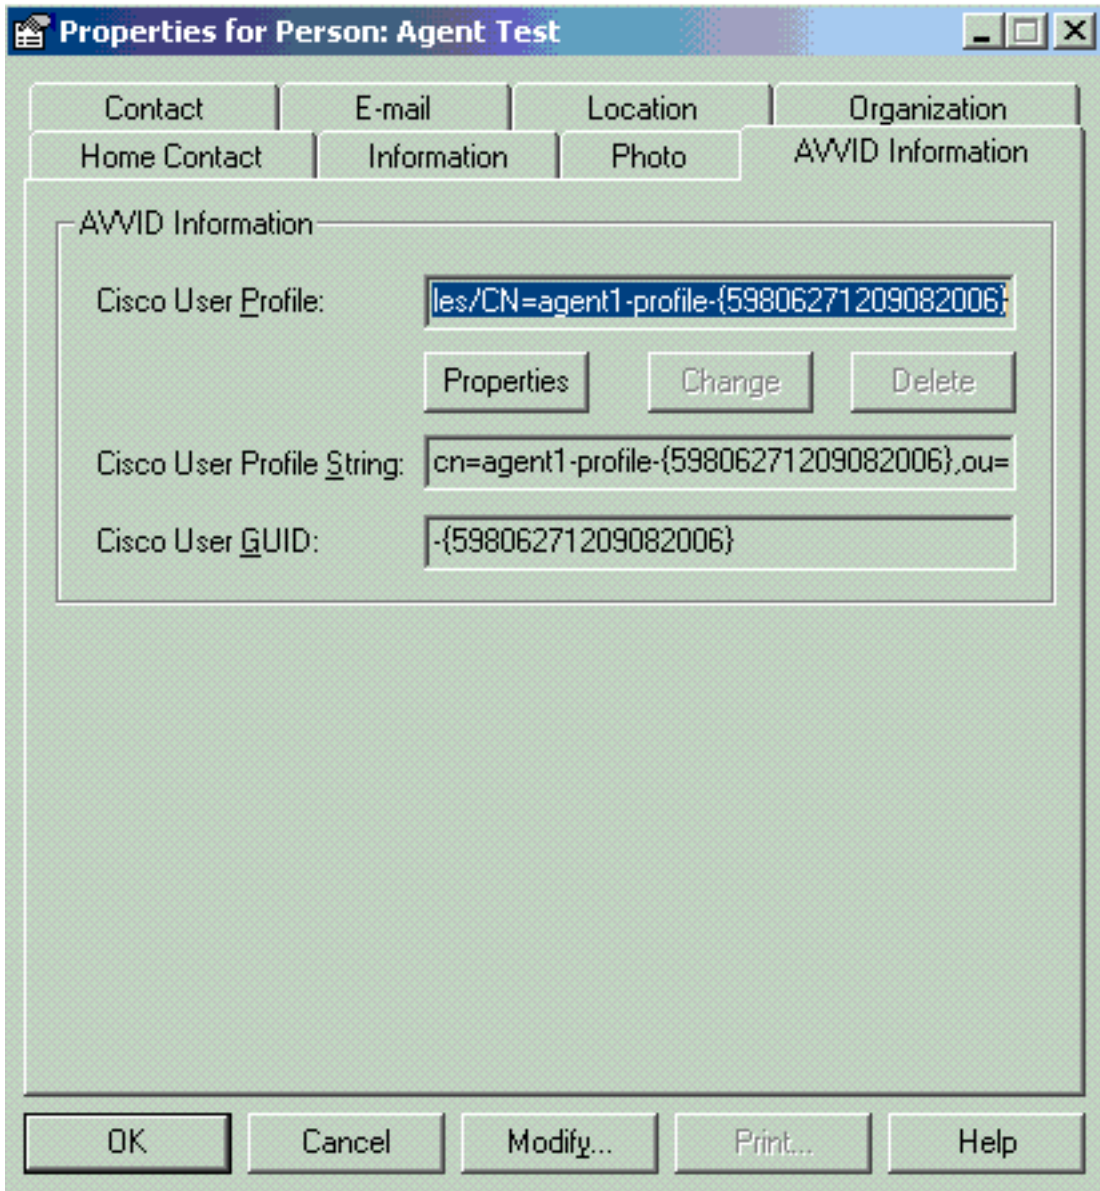 Properties for Person: Agent Test
Contact E-mail Location Organization
Home Contact Information Photo AVVID Information
AVVID Information
Cisco User Profile: les/CN=agent1-profile-{59806271209082006}-
Properties Change Delete
Cisco User Profile String: cn=agent1-profile-{59806271209082006},ou=
Cisco User GUID: -{59806271209082006}
OK Cancel Modify... Print... Help